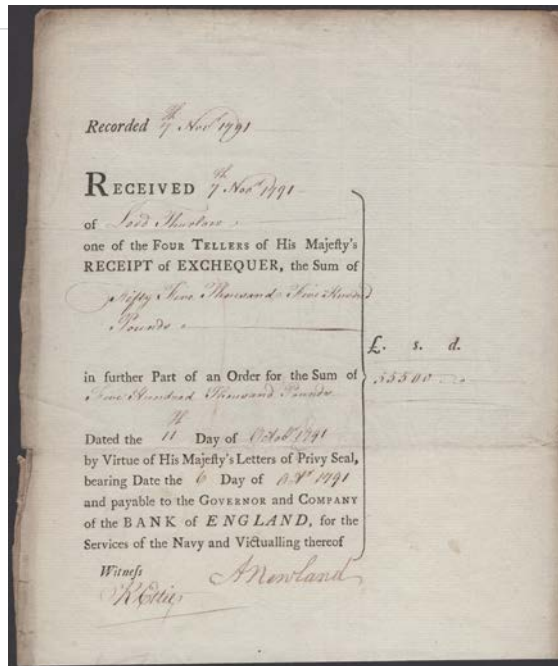 Recorded 7th Novr 1791
RECEIVED 7th Novr 1791
of Lord Thurlow
one of the FOUR TELLERS of His Majeſty's
RECEIPT of EXCHEQUER, the Sum of
Fifty Five Thousand Five Hundred
Pounds
£. s. d.
in further Part of an Order for the Sum of
55500
Five Hundred Thousand Pounds
Dated the 11th Day of Octobr 1791
by Virtue of His Majeſty's Letters of Privy Seal,
bearing Date the 6 Day of Octr 1791
and payable to the GOVERNOR and COMPANY
of the BANK of ENGLAND, for the
Services of the Navy and Victualling thereof
Witneſs
A Newland